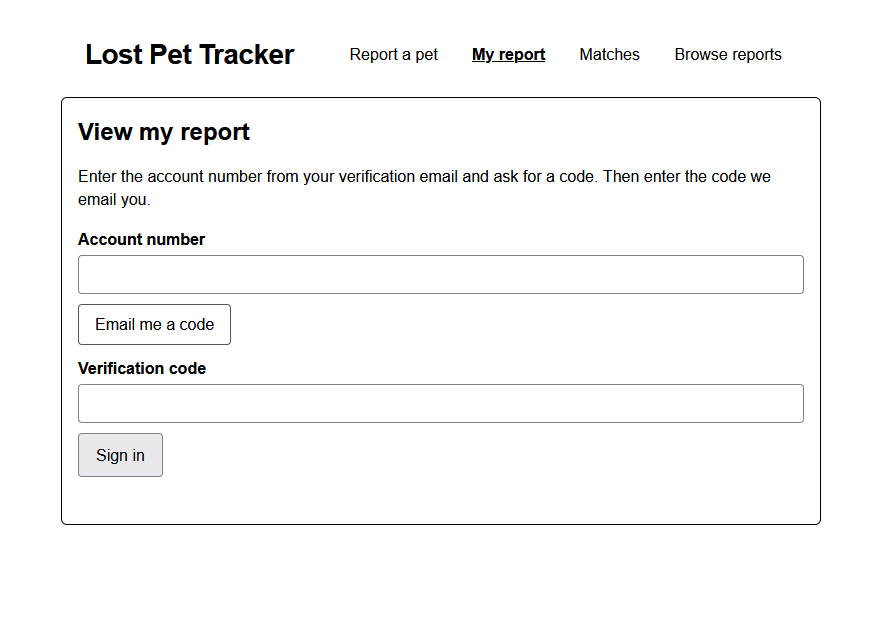 Lost Pet Tracker
Report a pet
My report
Matches
Browse reports
View my report
Enter the account number from your verification email and ask for a code. Then enter the code we
email you.
Account number
Email me a code
Verification code
Sign in